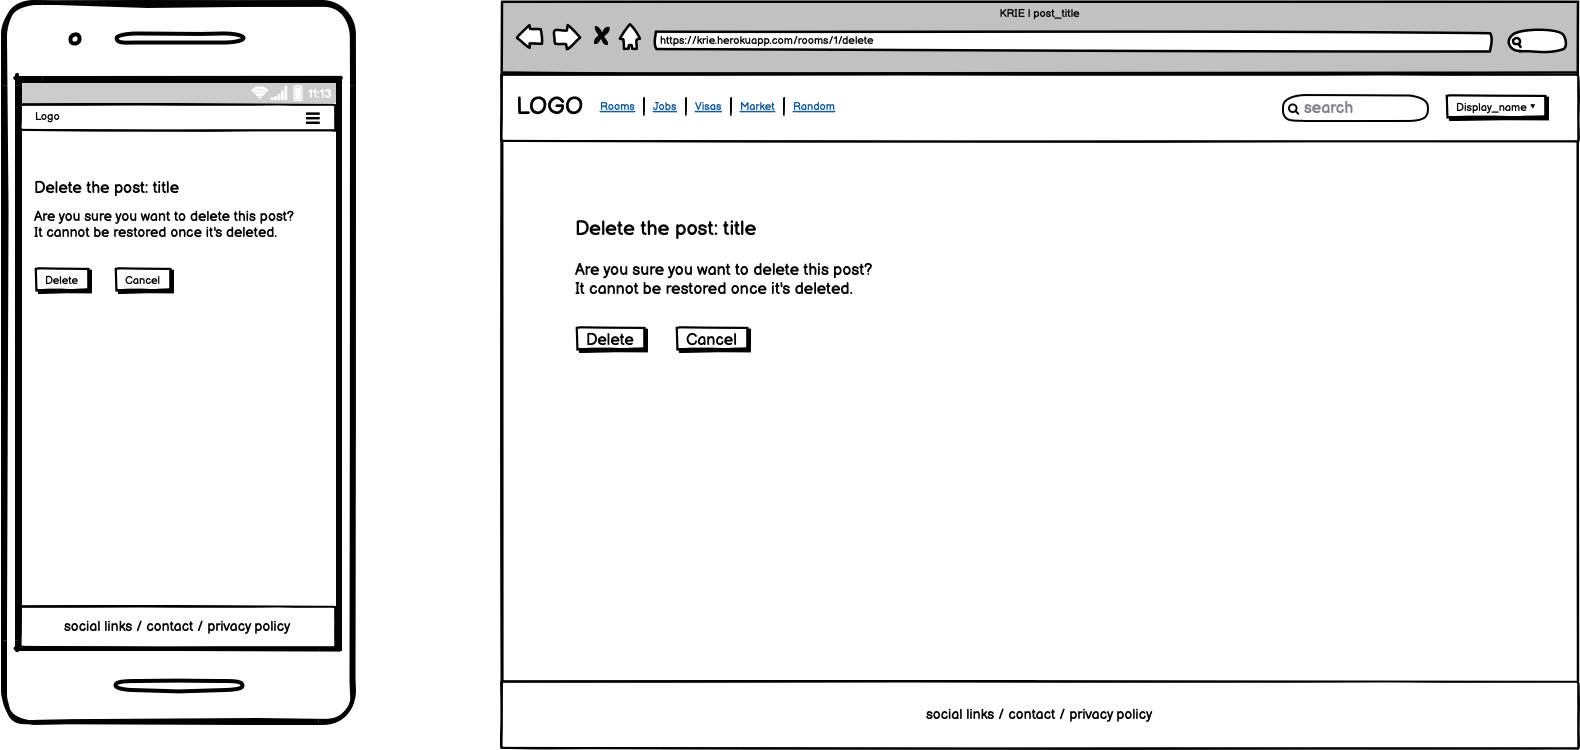 11:13
Logo
Delete the post: title
Are you sure you want to delete this post?
It cannot be restored once it's deleted.
Delete Cancel
social links / contact / privacy policy
KRIE | post_title
https://krie.herokuapp.com/rooms/1/delete
LOGO Rooms | Jobs | Visas | Market | Random search Display_name
Delete the post: title
Are you sure you want to delete this post?
It cannot be restored once it's deleted.
Delete Cancel
social links / contact / privacy policy